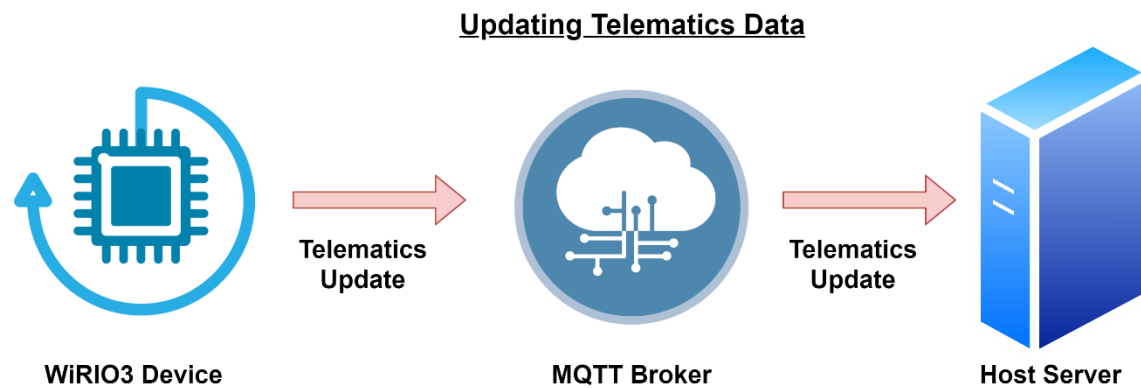 Updating Telematics Data
Telematics
Update
Telematics
Update
WiRIO3 Device
MQTT Broker
Host Server